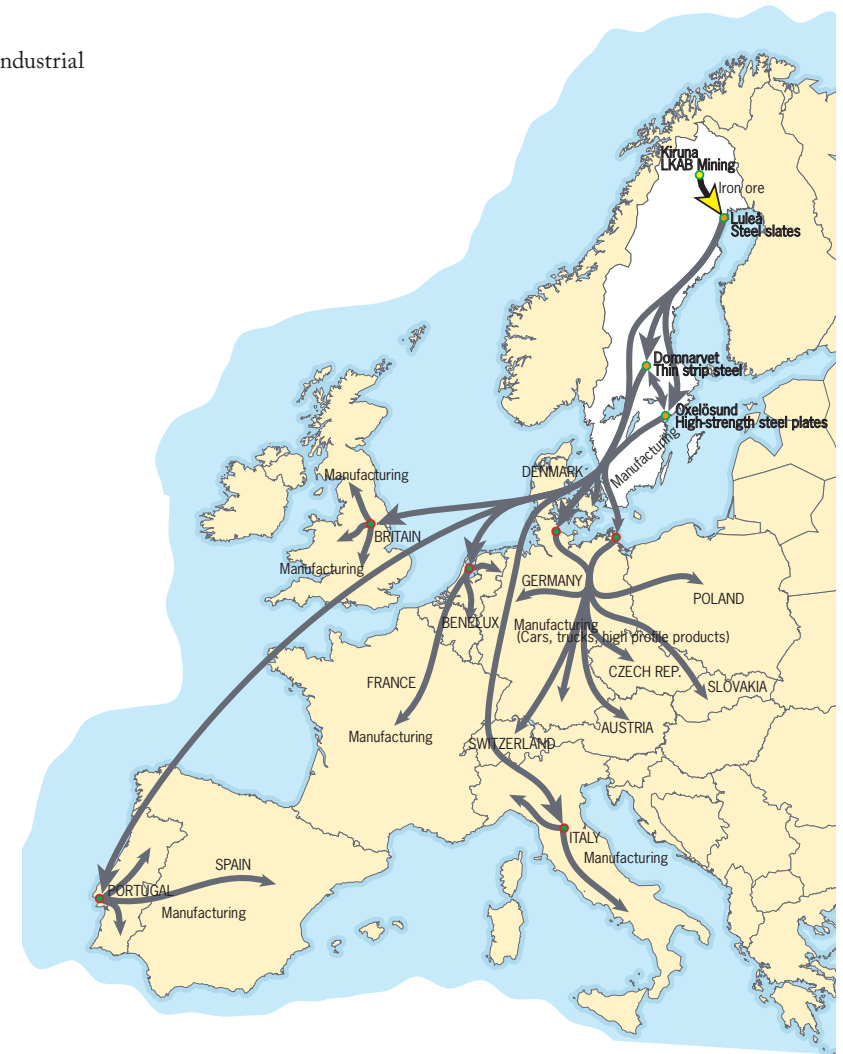 ndustrial
Kiruna
LKAB Mining
Iron ore
Luleå
Steel slates
Domnarvet
Thin strip steel
Oxelösund
High-strength steel plates
Manufacturing
DENMARK
Manufacturing
BRITAIN
Manufacturing
GERMANY
POLAND
BENELUX
Manufacturing
(Cars, trucks, high profile products)
CZECH REP.
FRANCE
SLOVAKIA
AUSTRIA
Manufacturing
SWITZERLAND
ITALY
Manufacturing
SPAIN
PORTUGAL
Manufacturing